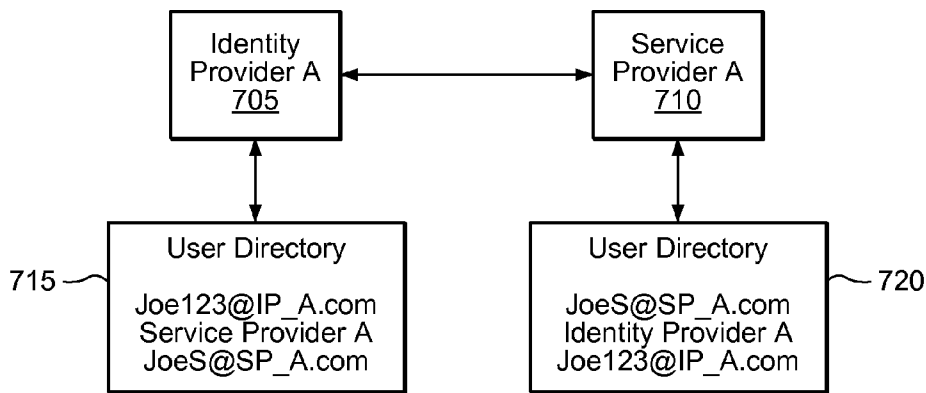 Identity
Provider A
705
Service
Provider A
710
715
User Directory
Joe123@IP_A.com
Service Provider A
JoeS@SP_A.com
User Directory
JoeS@SP_A.com
Identity Provider A
Joe123@IP_A.com
720